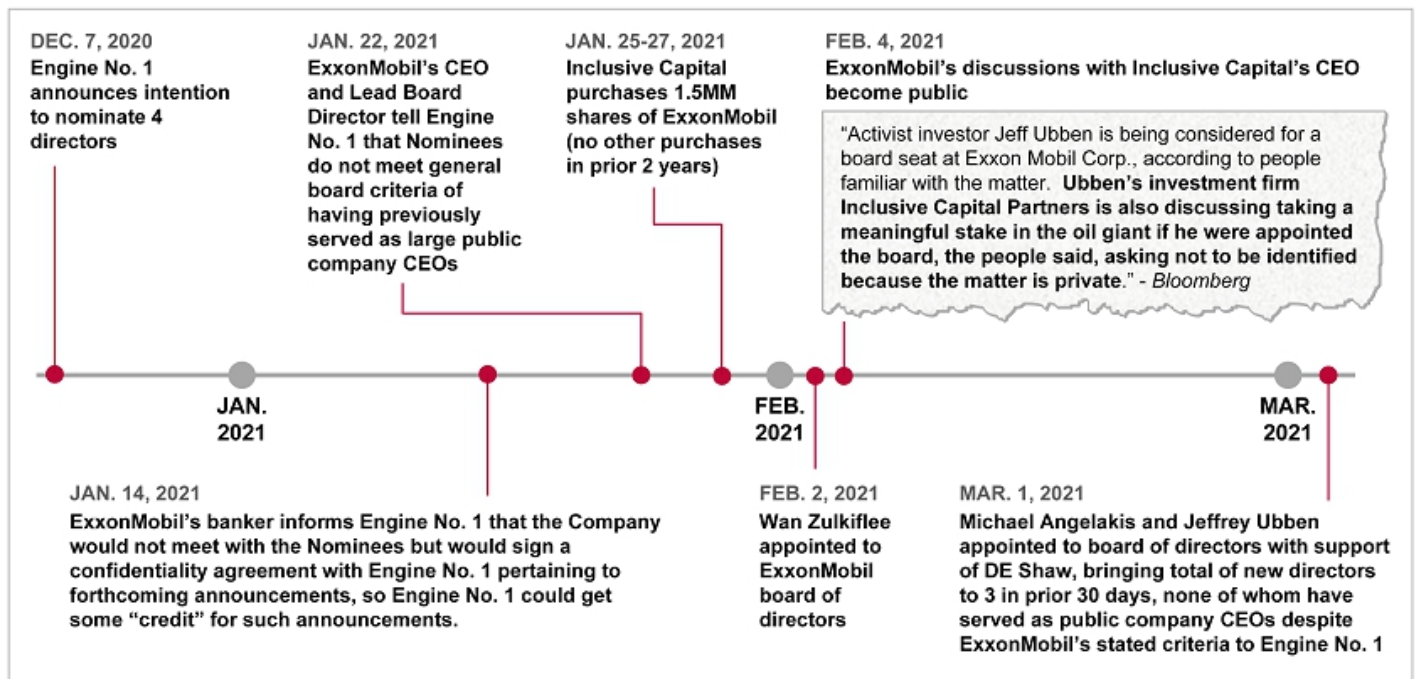 DEC. 7, 2020
Engine No. 1
announces intention
to nominate 4
directors
JAN. 22, 2021
ExxonMobil's CEO
and Lead Board
Director tell Engine
No. 1 that Nominees
do not meet general
board criteria of
having previously
served as large public
company CEOs
JAN. 25-27, 2021
Inclusive Capital
purchases 1.5MM
shares of ExxonMobil
(no other purchases
in prior 2 years)
FEB. 4, 2021
ExxonMobil's discussions with Inclusive Capital's CEO
become public
“Activist investor Jeff Ubben is being considered for a
board seat at Exxon Mobil Corp., according to people
familiar with the matter. Ubben's investment firm
Inclusive Capital Partners is also discussing taking a
meaningful stake in the oil giant if he were appointed
the board, the people said, asking not to be identified
because the matter is private.” - Bloomberg
JAN.
2021
FEB.
2021
MAR.
2021
JAN. 14, 2021
ExxonMobil's banker informs Engine No. 1 that the Company
would not meet with the Nominees but would sign a
confidentiality agreement with Engine No. 1 pertaining to
forthcoming announcements, so Engine No. 1 could get
some “credit” for such announcements.
FEB. 2, 2021
Wan Zulkiflee
appointed to
ExxonMobil
board of
directors
MAR. 1, 2021
Michael Angelakis and Jeffrey Ubben
appointed to board of directors with support
of DE Shaw, bringing total of new directors
to 3 in prior 30 days, none of whom have
served as public company CEOs despite
ExxonMobil's stated criteria to Engine No. 1